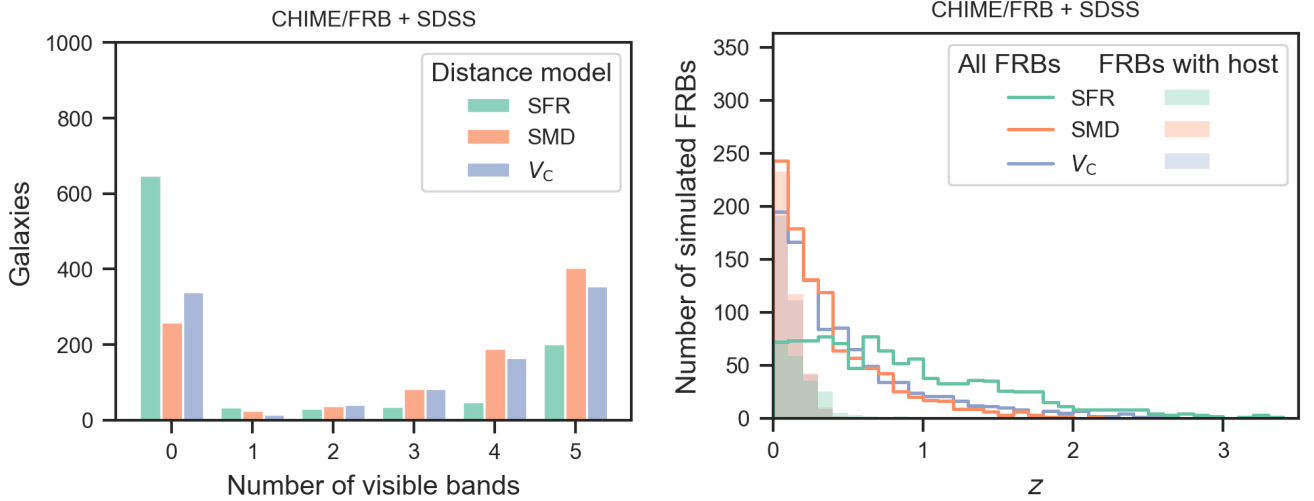 CHIME/FRB + SDSS
1000
800
600
400
200
0
Galaxies
Distance model
SFR
SMD
V_C
0 1 2 3 4 5
Number of visible bands
CHIME/FRB + SDSS
350
300
250
200
150
100
50
0
Number of simulated FRBs
All FRBs FRBs with host
SFR
SMD
V_C
0 1 2 3
z